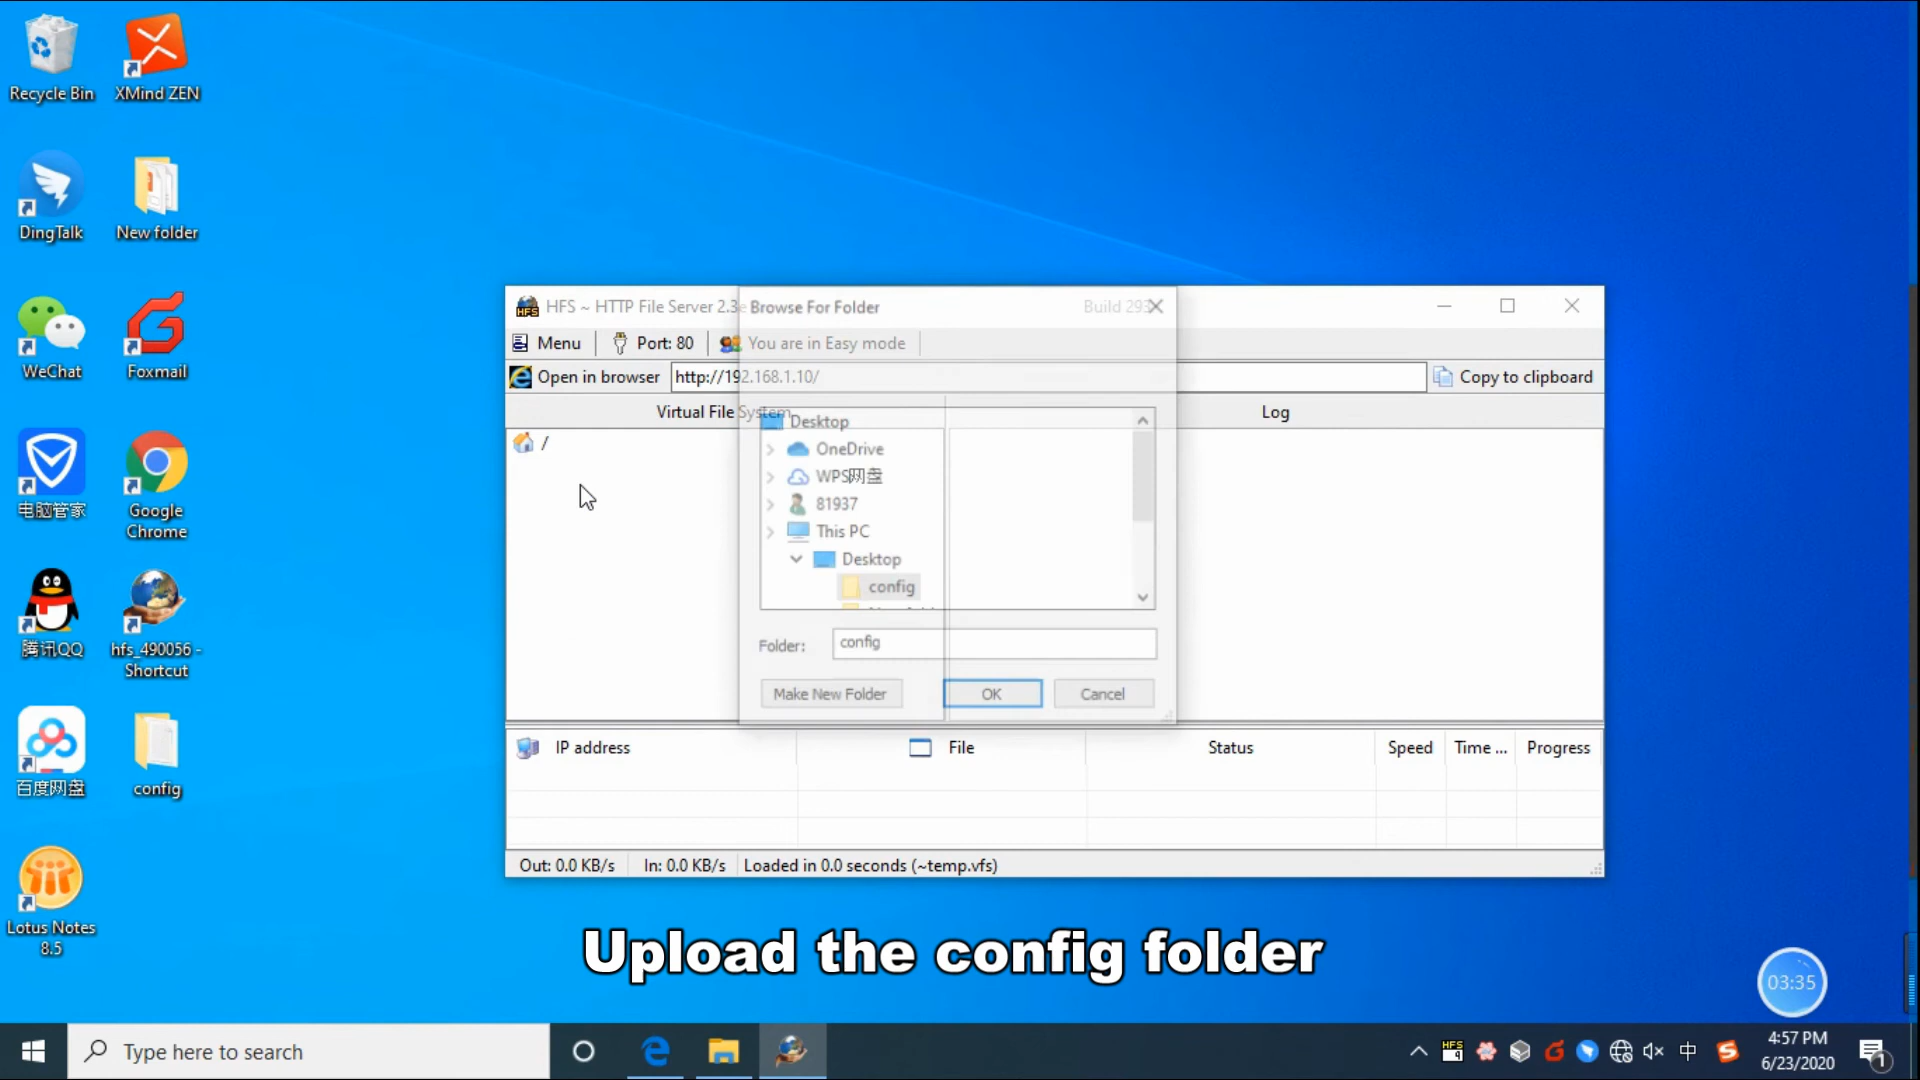 Recycle Bin
XMind ZEN
DingTalk
New folder
WeChat
Foxmail
电脑管家
Google
Chrome
腾讯QQ
hfs_490056 -
Shortcut
百度网盘
config
Lotus Notes
8.5
HFS ~ HTTP File Server 2.3e
Build 293
Browse For Folder
Menu
Port: 80
You are in Easy mode
Open in browser
http://192.168.1.10/
Copy to clipboard
Virtual File System
Log
/
Desktop
OneDrive
WPS网盘
81937
This PC
Desktop
config
Folder:
config
Make New Folder
OK
Cancel
IP address
File
Status
Speed
Time ...
Progress
Out: 0.0 KB/s
In: 0.0 KB/s
Loaded in 0.0 seconds (~temp.vfs)
Upload the config folder
03:35
Type here to search
HFS
中
4:57 PM
6/23/2020
1